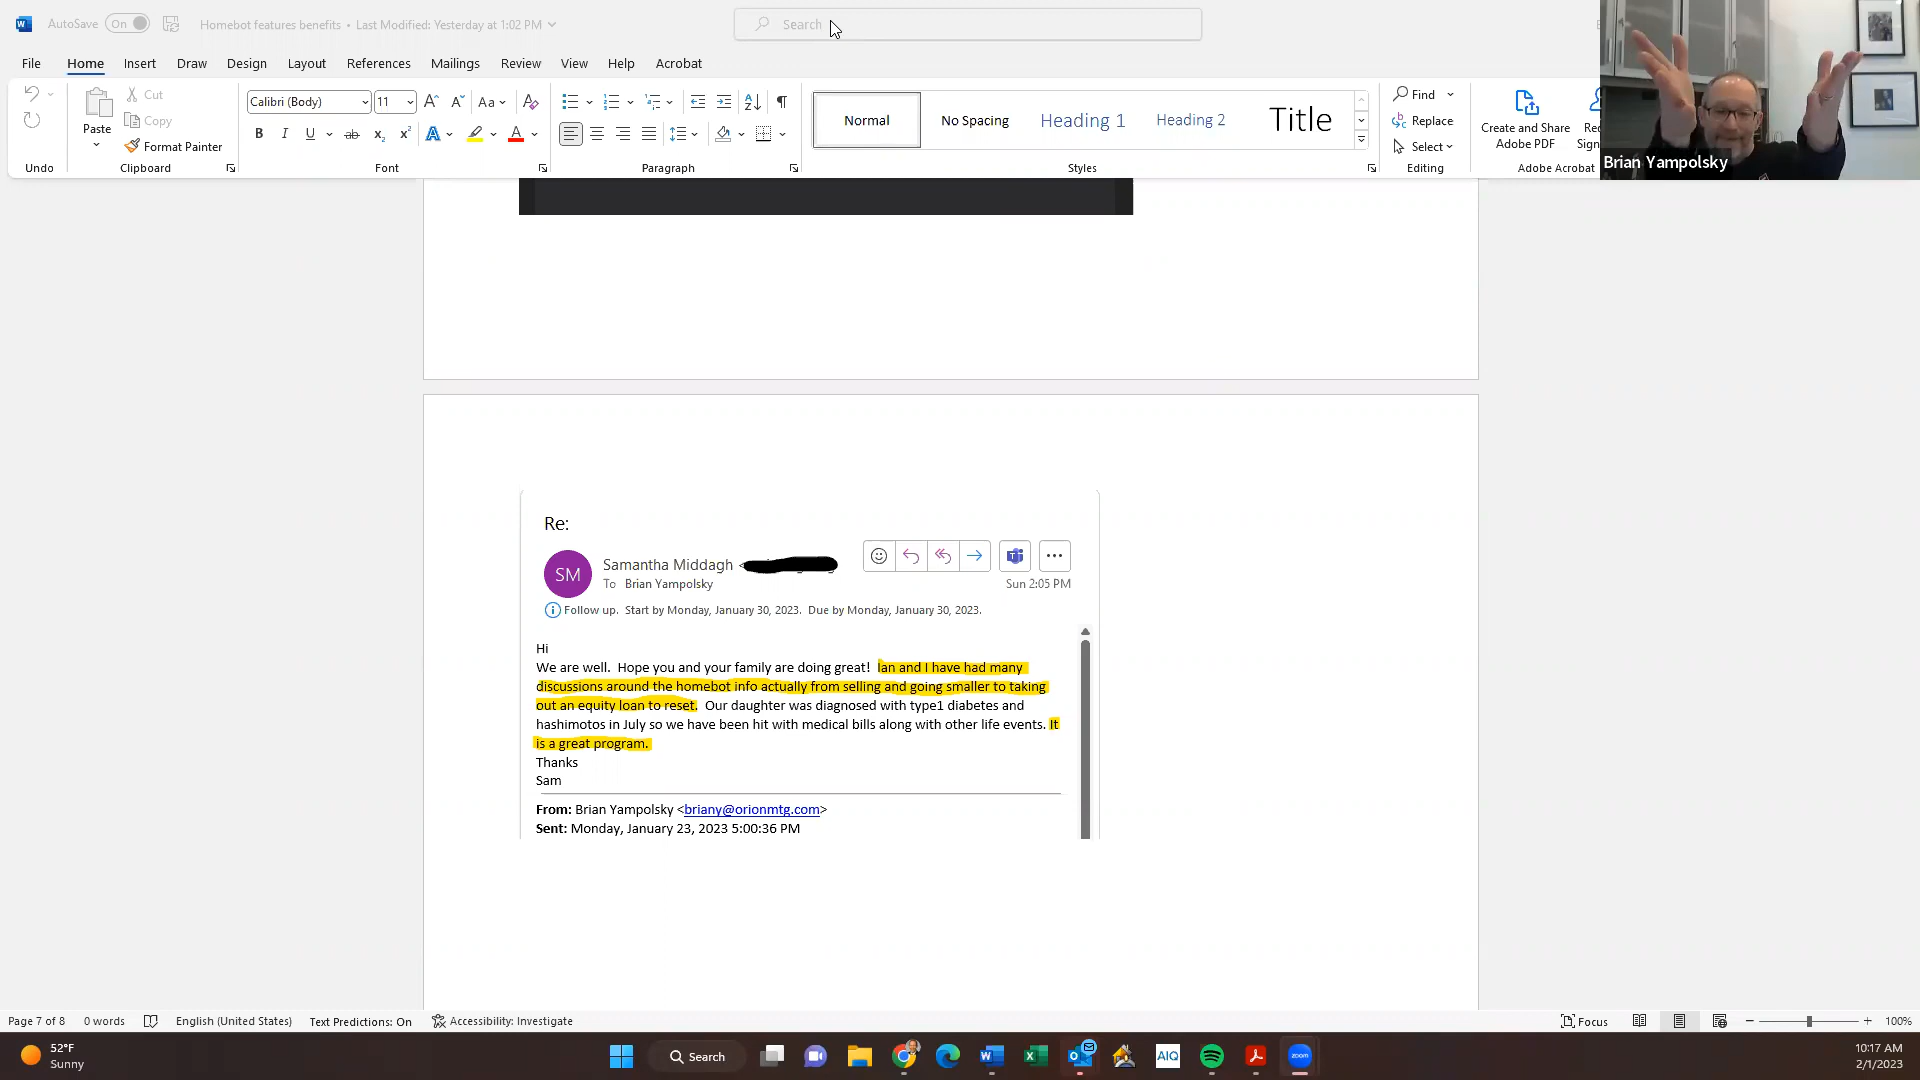 AutoSave On Homebot features benefits • Last Modified: Yesterday at 1:02 PM Search
File Home Insert Draw Design Layout References Mailings Review View Help Acrobat
Cut
Copy
Paste
Format Painter
Calibri (Body) 11
Normal No Spacing Heading 1 Heading 2 Title
Find
Replace
Select
Create and Share
Adobe PDF
Undo Clipboard Font Paragraph Styles Editing Adobe Acrobat
Brian Yampolsky
Re:
SM
Samantha Middagh
To Brian Yampolsky Sun 2:05 PM
Follow up. Start by Monday, January 30, 2023. Due by Monday, January 30, 2023.
Hi
We are well. Hope you and your family are doing great! Ian and I have had many
discussions around the homebot info actually from selling and going smaller to taking
out an equity loan to reset. Our daughter was diagnosed with type1 diabetes and
hashimotos in July so we have been hit with medical bills along with other life events. It
is a great program.
Thanks
Sam
From: Brian Yampolsky <briany@orionmtg.com>
Sent: Monday, January 23, 2023 5:00:36 PM
Page 7 of 8 0 words English (United States) Text Predictions: On Accessibility: Investigate Focus 100%
52°F
Sunny
Search
AIQ
zoom
10:17 AM
2/1/2023